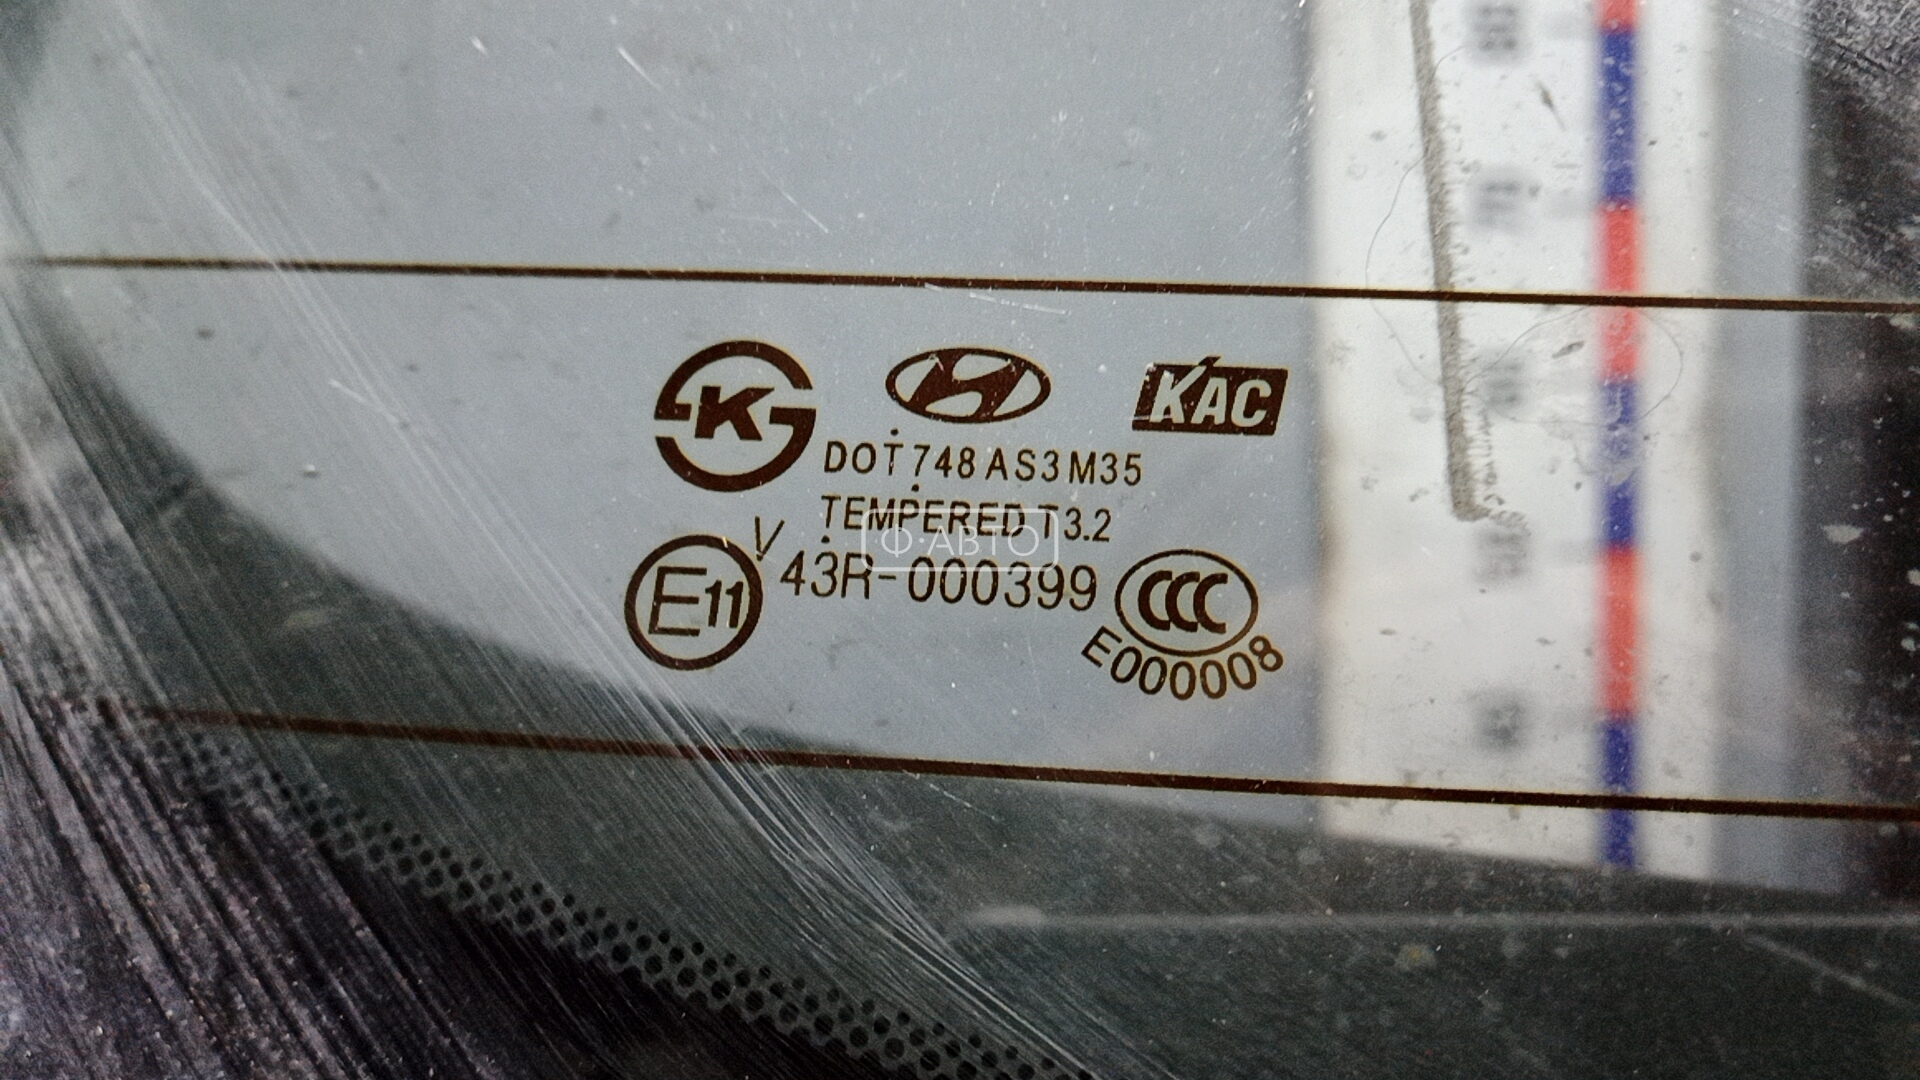 K
KAC
DOT 748 AS3 M35
TEMPERED T3.2
V
E11
43R-000399
CCC
E000008
Ф·АВТО